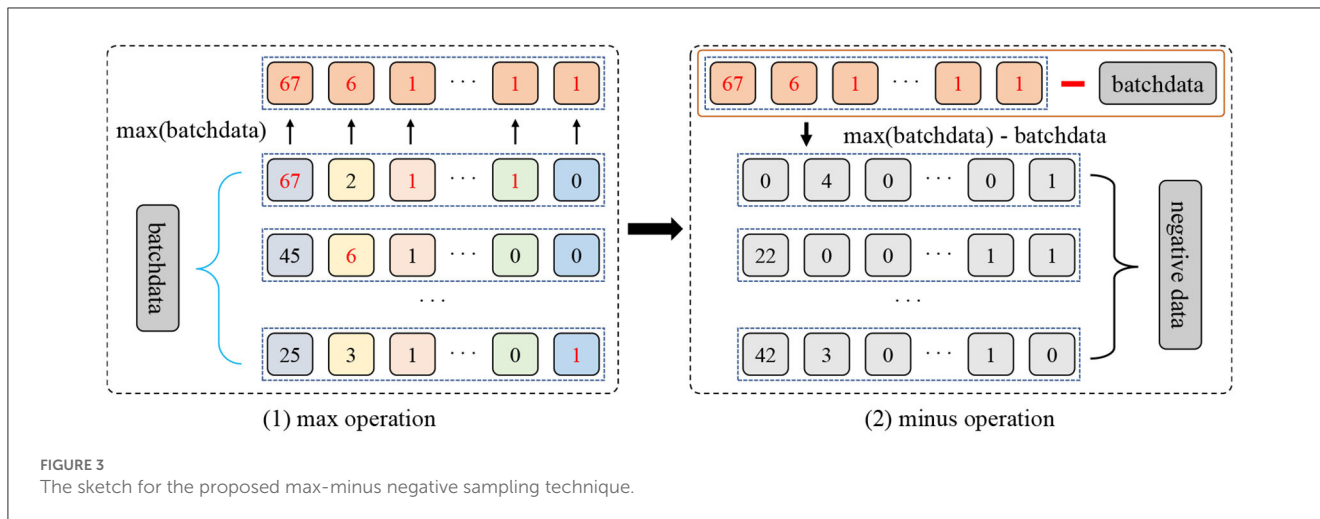 67 6 1 ··· 1 1
max(batchdata)
batchdata
67 2 1 ··· 1 0
45 6 1 ··· 0 0
···
25 3 1 ··· 0 1
(1) max operation
67 6 1 ··· 1 1 − batchdata
max(batchdata) - batchdata
0 4 0 ··· 0 1
22 0 0 ··· 1 1
···
42 3 0 ··· 1 0
negative data
(2) minus operation
FIGURE 3
The sketch for the proposed max-minus negative sampling technique.